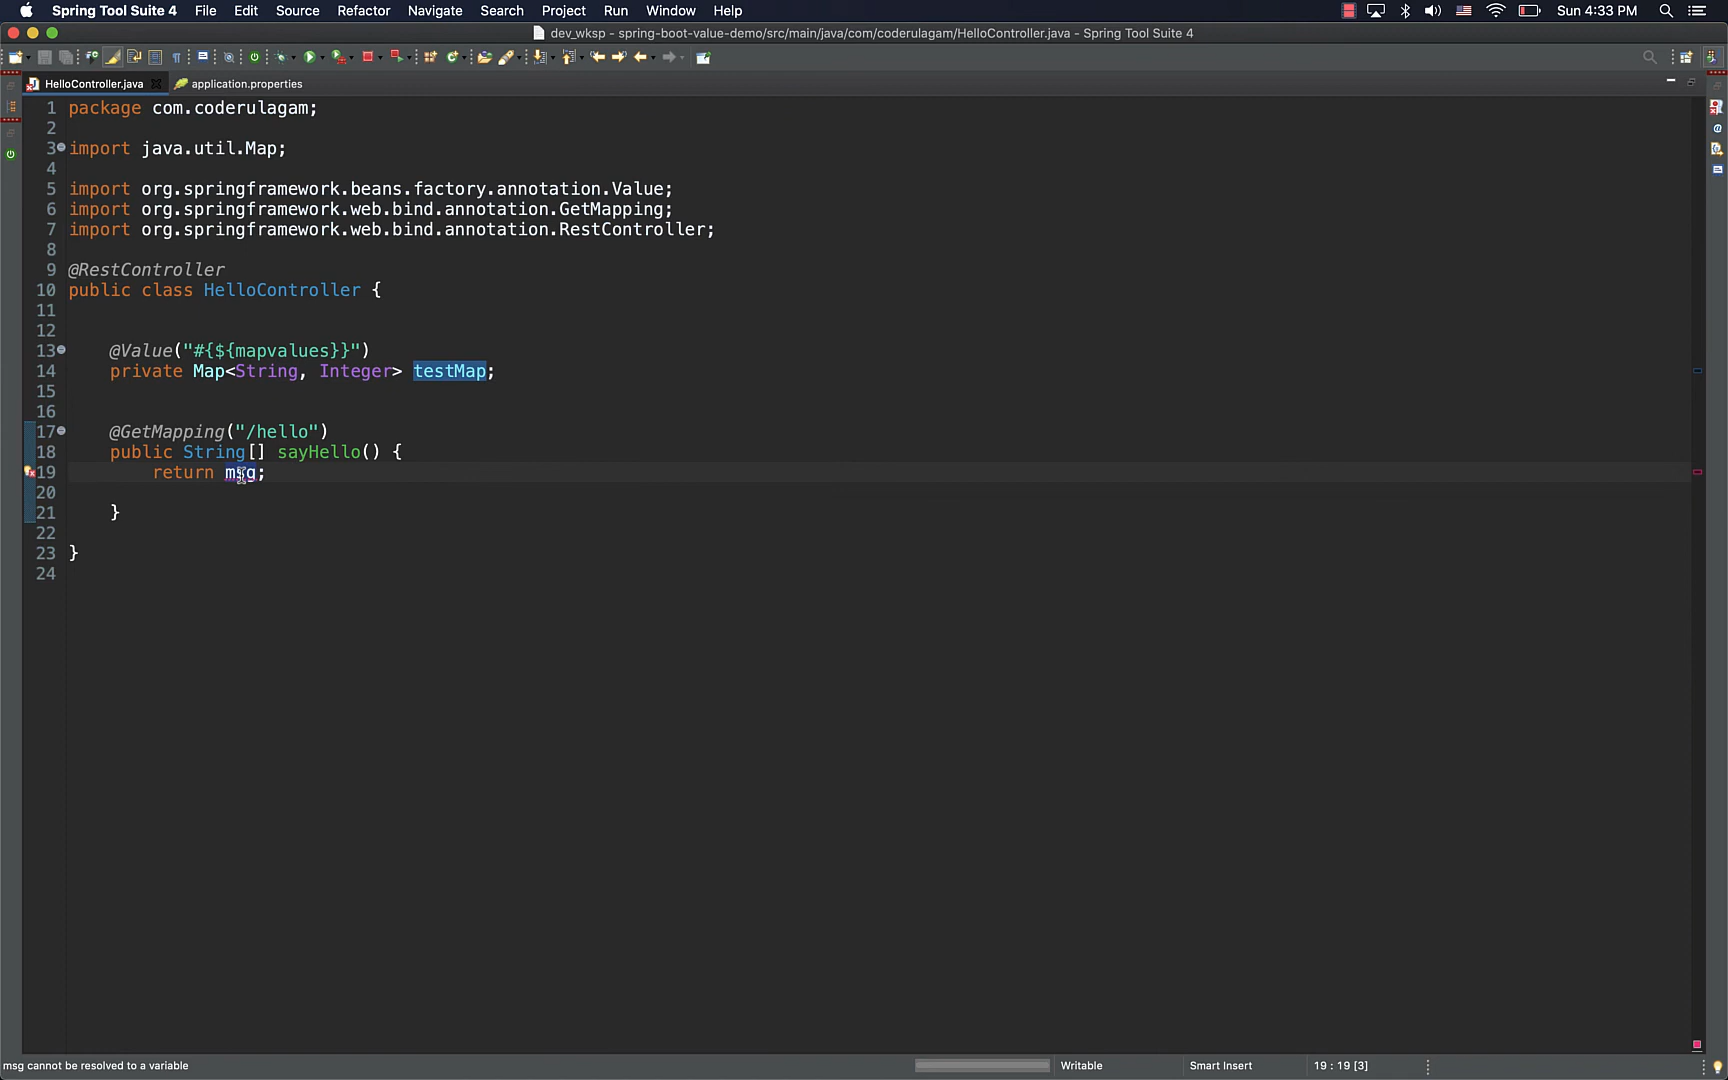 Spring Tool Suite 4 File Edit Source Refactor Navigate Search Project Run Window Help Sun 4:33 PM
dev_wksp - spring-boot-value-demo/src/main/java/com/coderulagam/HelloController.java - Spring Tool Suite 4
HelloController.java application.properties
1 package com.coderulagam;
2
3 import java.util.Map;
4
5 import org.springframework.beans.factory.annotation.Value;
6 import org.springframework.web.bind.annotation.GetMapping;
7 import org.springframework.web.bind.annotation.RestController;
8
9 @RestController
10 public class HelloController {
11
12
13 @Value("#{${mapvalues}}")
14 private Map<String, Integer> testMap;
15
16
17 @GetMapping("/hello")
18 public String[] sayHello() {
19 return msg;
20
21 }
22
23 }
24
msg cannot be resolved to a variable Writable Smart Insert 19 : 19 [3]